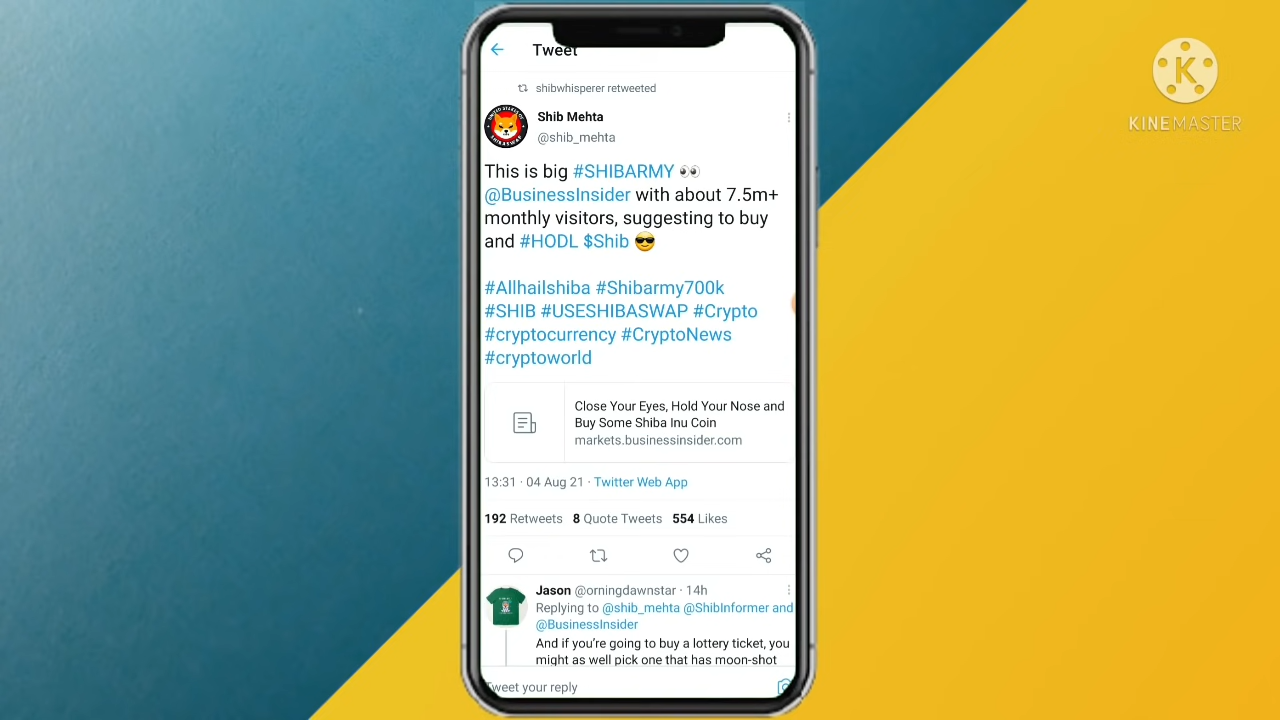 Tweet
shibwhisperer retweeted
Shib Mehta
@shib_mehta
This is big #SHIBARMY 👀
@BusinessInsider with about 7.5m+
monthly visitors, suggesting to buy
and #HODL $Shib 😎
#Allhailshiba #Shibarmy700k
#SHIB #USESHIBASWAP #Crypto
#cryptocurrency #CryptoNews
#cryptoworld
Close Your Eyes, Hold Your Nose and
Buy Some Shiba Inu Coin
markets.businessinsider.com
13:31 · 04 Aug 21 · Twitter Web App
192 Retweets 8 Quote Tweets 554 Likes
Jason @orningdawnstar · 14h
Replying to @shib_mehta @ShibInformer and
@BusinessInsider
And if you're going to buy a lottery ticket, you
might as well pick one that has moon-shot
Tweet your reply
K
KINEMASTER